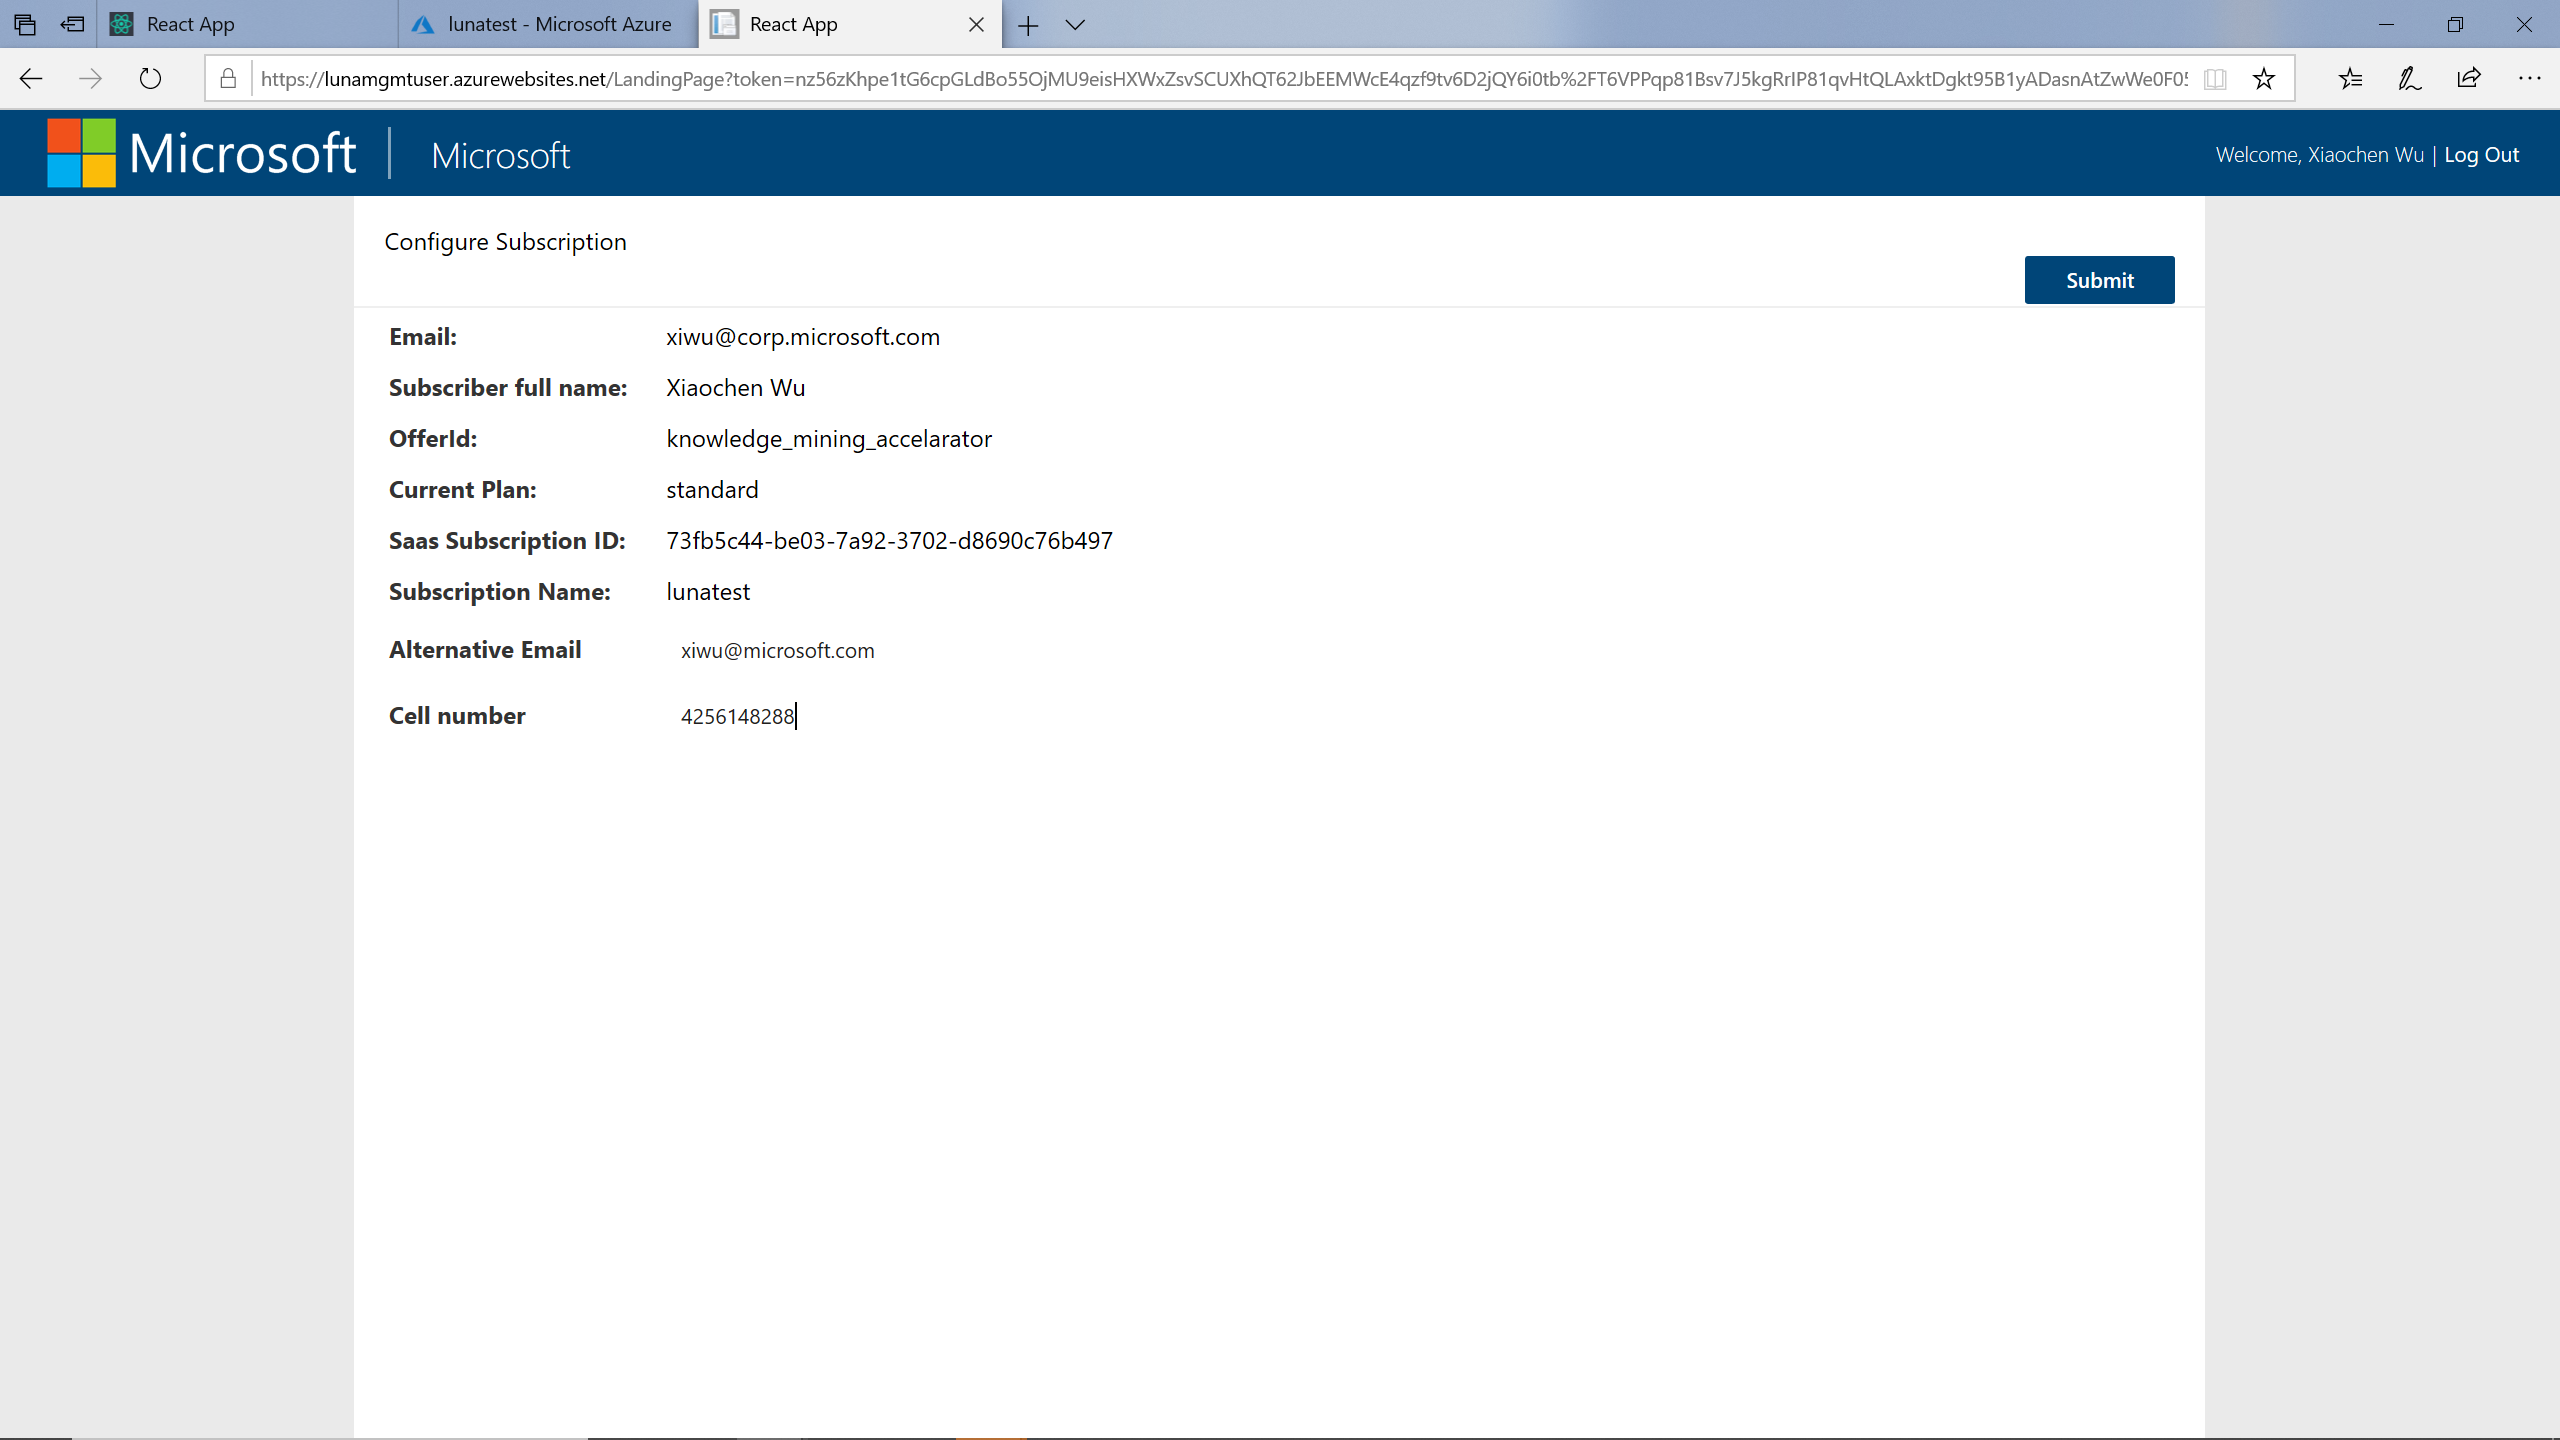 React App
lunatest - Microsoft Azure
React App
https://lunamgmtuser.azurewebsites.net/LandingPage?token=nz56zKhpe1tG6cpGLdBo55OjMU9eisHXWxZsvSCUXhQT62JbEEMWcE4qzf9tv6D2jQY6i0tb%2FT6VPPqp81Bsv7J5kgRrIP81qvHtQLAxktDgkt95B1yADasnAtZwWe0F05
Microsoft
Microsoft
Welcome, Xiaochen Wu | Log Out
Configure Subscription
Submit
Email: xiwu@corp.microsoft.com
Subscriber full name: Xiaochen Wu
OfferId: knowledge_mining_accelarator
Current Plan: standard
Saas Subscription ID: 73fb5c44-be03-7a92-3702-d8690c76b497
Subscription Name: lunatest
Alternative Email xiwu@microsoft.com
Cell number 4256148288